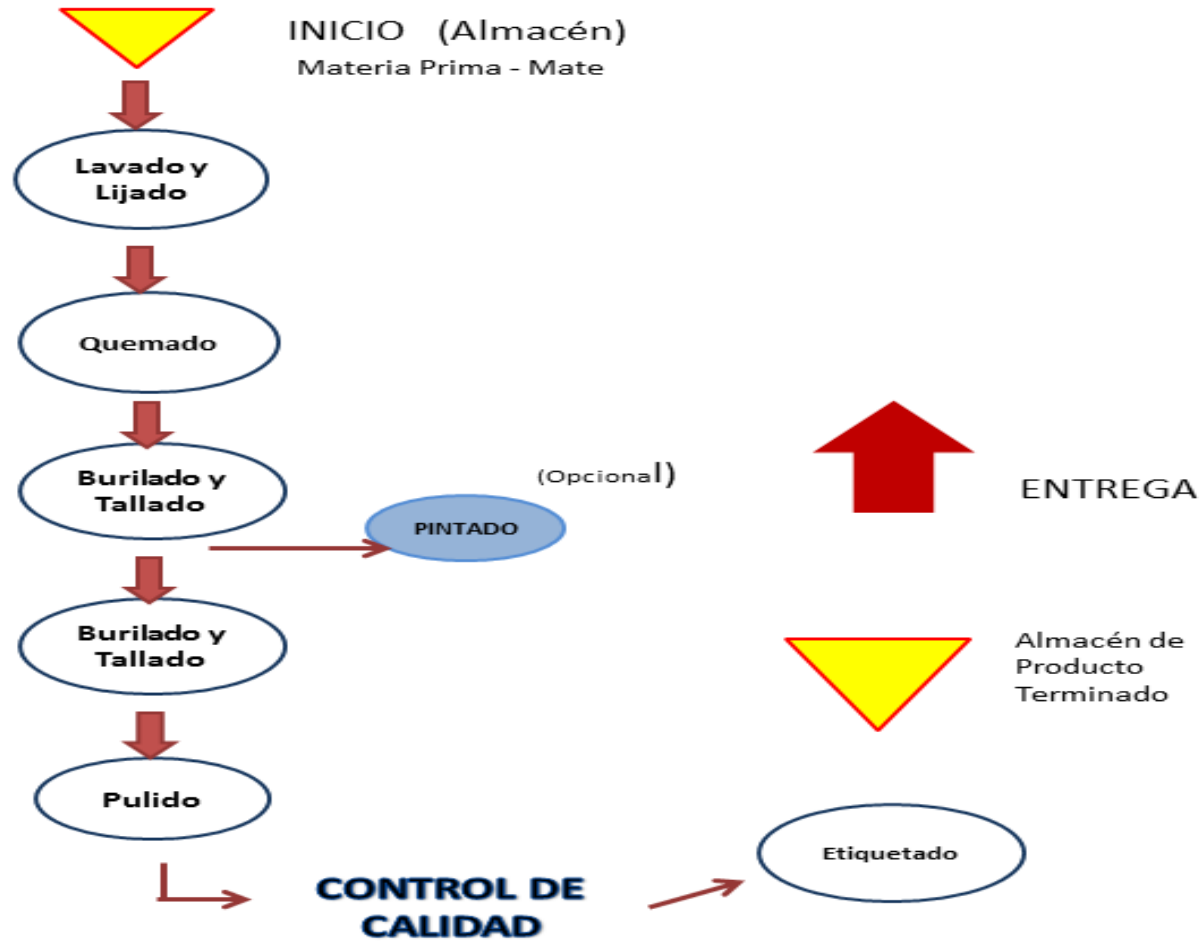 INICIO (Almacén)
Materia Prima - Mate
Lavado y
Lijado
Quemado
Burilado y
Tallado
(Opcional)
PINTADO
Burilado y
Tallado
Pulido
CONTROL DE
CALIDAD
Etiquetado
Almacén de
Producto
Terminado
ENTREGA